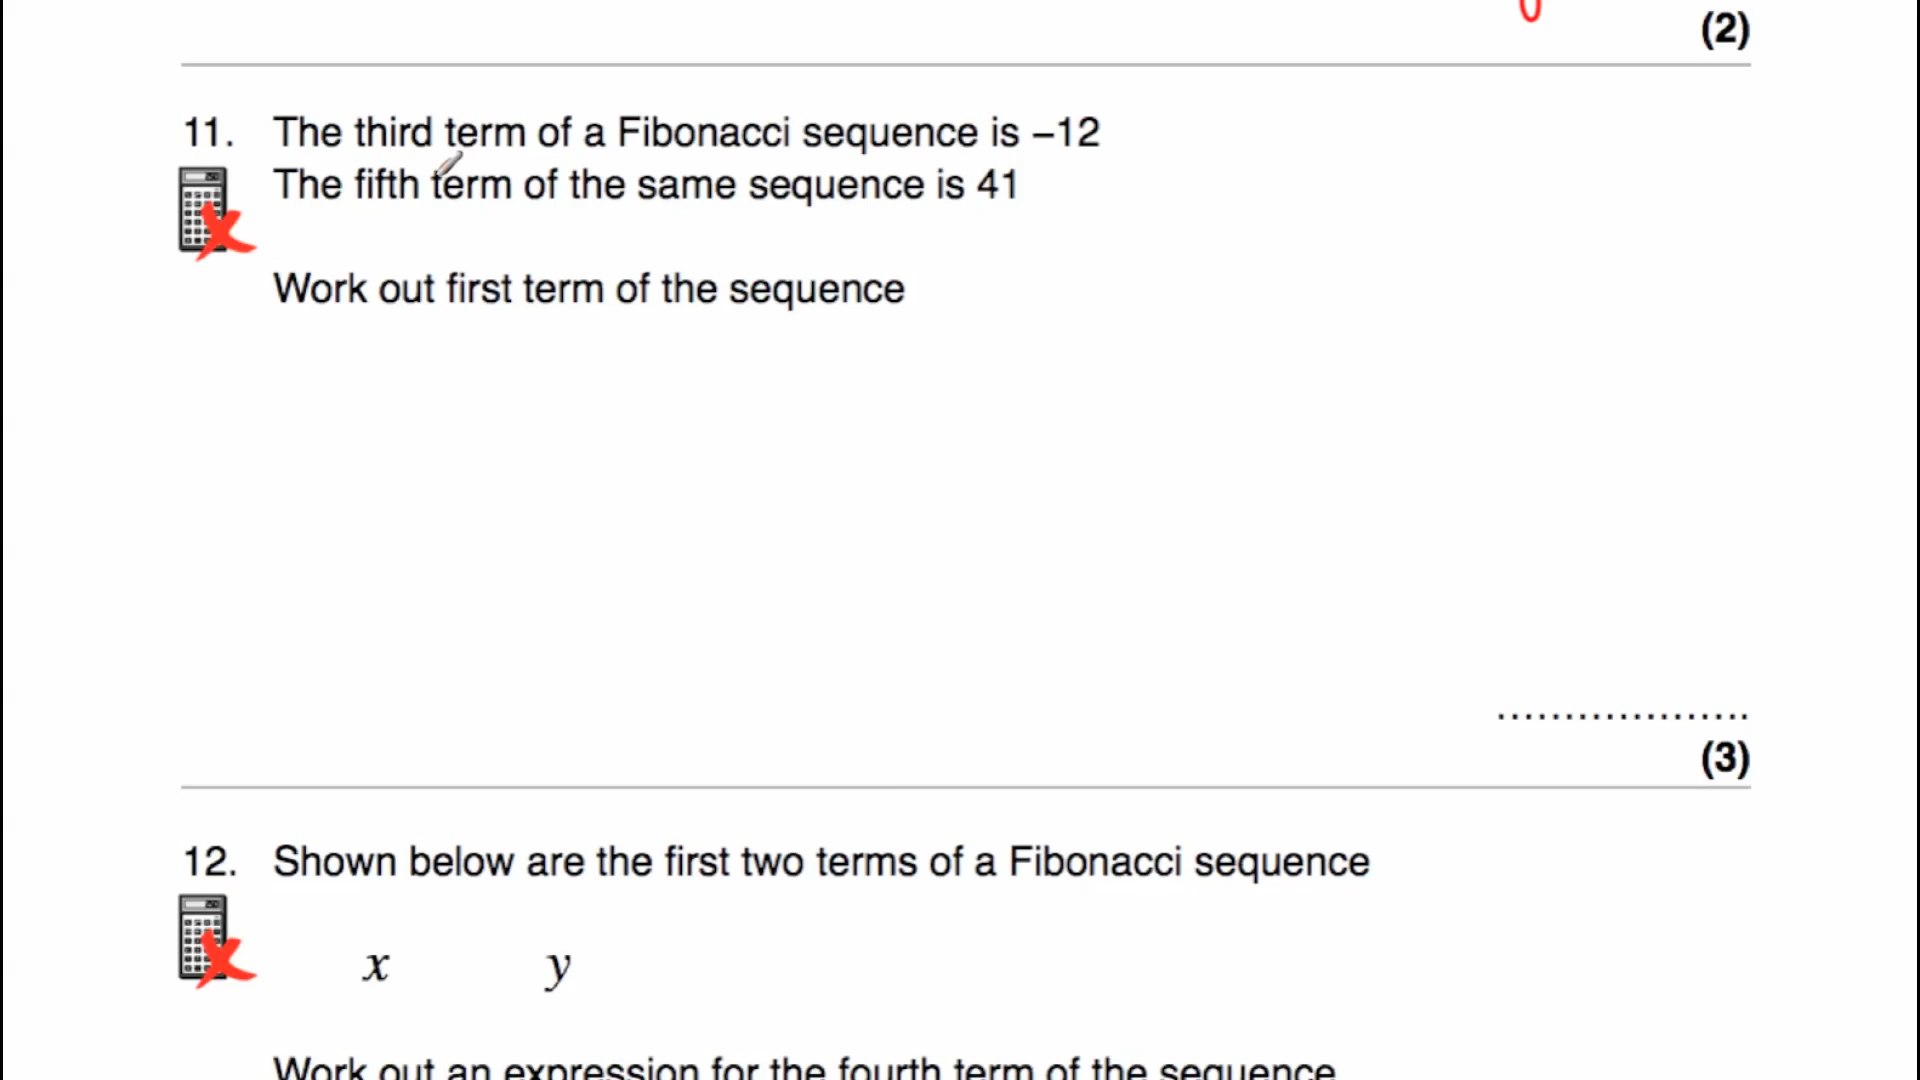 (2)
11. The third term of a Fibonacci sequence is −12
The fifth term of the same sequence is 41
Work out first term of the sequence
...................
(3)
12. Shown below are the first two terms of a Fibonacci sequence
x y
Work out an expression for the fourth term of the sequence